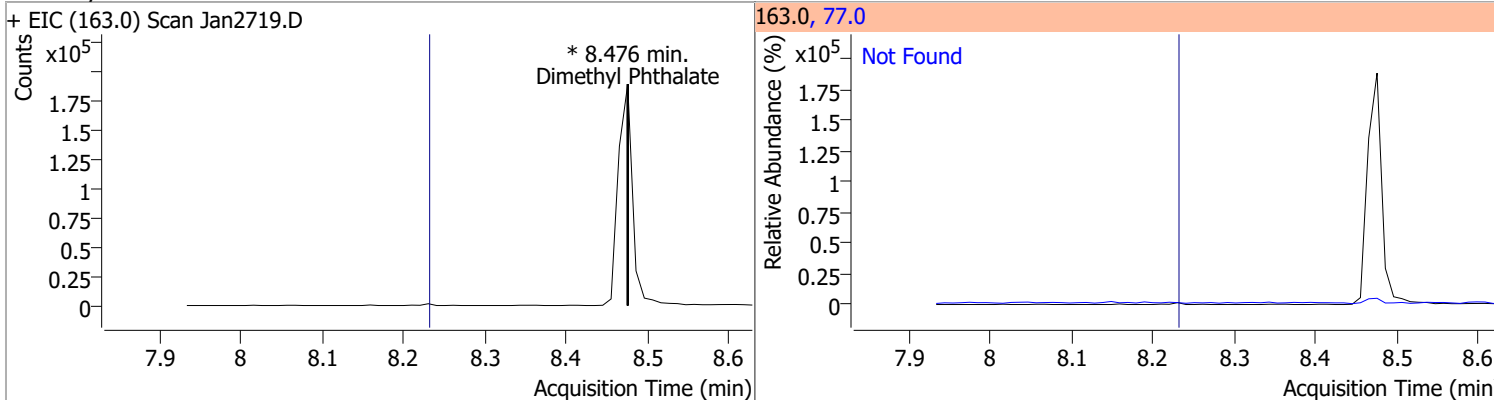 + EIC (163.0) Scan Jan2719.D
Counts
x10⁵
* 8.476 min.
Dimethyl Phthalate
1.75
1.5
1.25
1
0.75
0.5
0.25
0
7.9 8 8.1 8.2 8.3 8.4 8.5 8.6
Acquisition Time (min)
163.0, 77.0
Relative Abundance (%)
x10⁵
Not Found
1.75
1.5
1.25
1
0.75
0.5
0.25
0
7.9 8 8.1 8.2 8.3 8.4 8.5 8.6
Acquisition Time (min